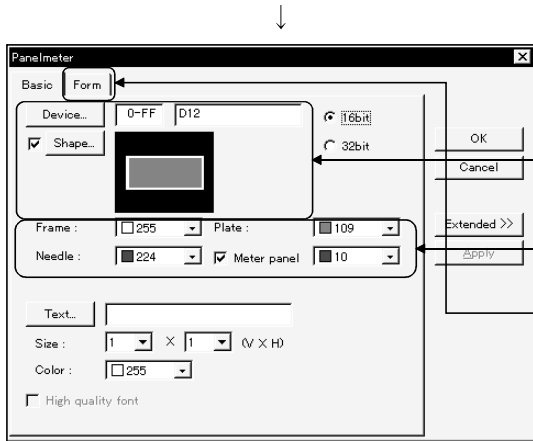 Panelmeter
Basic Form
Device... 0-FF D12 16bit
Shape... 32bit
OK
Cancel
Frame : 255 Plate : 109 Extended >>
Needle : 224 Meter panel 10 Apply
Text...
Size : 1 X 1 (V X H)
Color : 255
High quality font